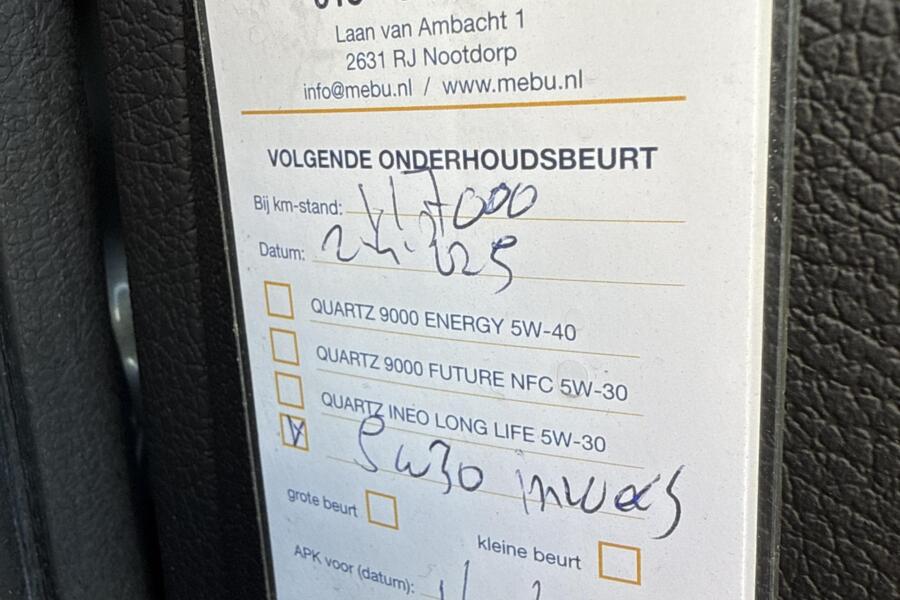 Laan van Ambacht 1
2631 RJ Nootdorp
info@mebu.nl / www.mebu.nl
VOLGENDE ONDERHOUDSBEURT
Bij km-stand: 117000
Datum:
QUARTZ 9000 ENERGY 5W-40
QUARTZ 9000 FUTURE NFC 5W-30
QUARTZ INEO LONG LIFE 5W-30
5w30
grote beurt
kleine beurt
APK voor (datum):